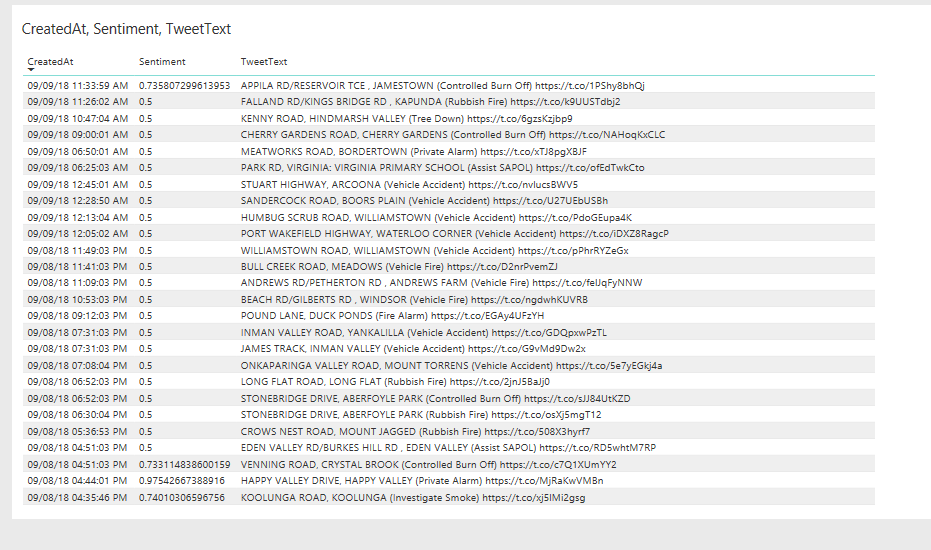 CreatedAt, Sentiment, TweetText
CreatedAt Sentiment TweetText
09/09/18 11:33:59 AM 0.735807299613953 APPILA RD/RESERVOIR TCE , JAMESTOWN (Controlled Burn Off) https://t.co/1PShy8bhQj
09/09/18 11:26:02 AM 0.5 FALLAND RD/KINGS BRIDGE RD , KAPUNDA (Rubbish Fire) https://t.co/k9UUSTdbj2
09/09/18 10:47:04 AM 0.5 KENNY ROAD, HINDMARSH VALLEY (Tree Down) https://t.co/6gzsKzjbp9
09/09/18 09:00:01 AM 0.5 CHERRY GARDENS ROAD, CHERRY GARDENS (Controlled Burn Off) https://t.co/NAHoqKxCLC
09/09/18 06:50:01 AM 0.5 MEATWORKS ROAD, BORDERTOWN (Private Alarm) https://t.co/xTJ8pgXBJF
09/09/18 06:25:03 AM 0.5 PARK RD, VIRGINIA: VIRGINIA PRIMARY SCHOOL (Assist SAPOL) https://t.co/ofEdTwkCto
09/09/18 12:45:01 AM 0.5 STUART HIGHWAY, ARCOONA (Vehicle Accident) https://t.co/nvlucsBWV5
09/09/18 12:28:50 AM 0.5 SANDERCOCK ROAD, BOORS PLAIN (Vehicle Accident) https://t.co/U27UEbUSBh
09/09/18 12:13:04 AM 0.5 HUMBUG SCRUB ROAD, WILLIAMSTOWN (Vehicle Accident) https://t.co/PdoGEupa4K
09/09/18 12:05:02 AM 0.5 PORT WAKEFIELD HIGHWAY, WATERLOO CORNER (Vehicle Accident) https://t.co/iDXZ8RagcP
09/08/18 11:49:03 PM 0.5 WILLIAMSTOWN ROAD, WILLIAMSTOWN (Vehicle Accident) https://t.co/pPhrRYZeGx
09/08/18 11:41:03 PM 0.5 BULL CREEK ROAD, MEADOWS (Vehicle Fire) https://t.co/D2nrPvemZJ
09/08/18 11:09:03 PM 0.5 ANDREWS RD/PETHERTON RD , ANDREWS FARM (Vehicle Fire) https://t.co/feIJqFyNNW
09/08/18 10:53:03 PM 0.5 BEACH RD/GILBERTS RD , WINDSOR (Vehicle Fire) https://t.co/ngdwhKUVRB
09/08/18 09:12:03 PM 0.5 POUND LANE, DUCK PONDS (Fire Alarm) https://t.co/EGAy4UFzYH
09/08/18 07:31:03 PM 0.5 INMAN VALLEY ROAD, YANKALILLA (Vehicle Accident) https://t.co/GDQpxwPzTL
09/08/18 07:31:03 PM 0.5 JAMES TRACK, INMAN VALLEY (Vehicle Accident) https://t.co/G9vMd9Dw2x
09/08/18 07:08:04 PM 0.5 ONKAPARINGA VALLEY ROAD, MOUNT TORRENS (Vehicle Accident) https://t.co/5e7yEGkj4a
09/08/18 06:52:03 PM 0.5 LONG FLAT ROAD, LONG FLAT (Rubbish Fire) https://t.co/2jnJ5BaJj0
09/08/18 06:52:03 PM 0.5 STONEBRIDGE DRIVE, ABERFOYLE PARK (Controlled Burn Off) https://t.co/sJJ84UtKZD
09/08/18 06:30:04 PM 0.5 STONEBRIDGE DRIVE, ABERFOYLE PARK (Rubbish Fire) https://t.co/osXj5mgT12
09/08/18 05:36:53 PM 0.5 CROWS NEST ROAD, MOUNT JAGGED (Rubbish Fire) https://t.co/508X3hyrf7
09/08/18 04:51:03 PM 0.5 EDEN VALLEY RD/BURKES HILL RD , EDEN VALLEY (Assist SAPOL) https://t.co/RD5whtM7RP
09/08/18 04:51:03 PM 0.733114838600159 VENNING ROAD, CRYSTAL BROOK (Controlled Burn Off) https://t.co/c7Q1XUmYY2
09/08/18 04:44:01 PM 0.97542667388916 HAPPY VALLEY DRIVE, HAPPY VALLEY (Private Alarm) https://t.co/MjRaKwVMBn
09/08/18 04:35:46 PM 0.74010306596756 KOOLUNGA ROAD, KOOLUNGA (Investigate Smoke) https://t.co/xj5IMi2gsg